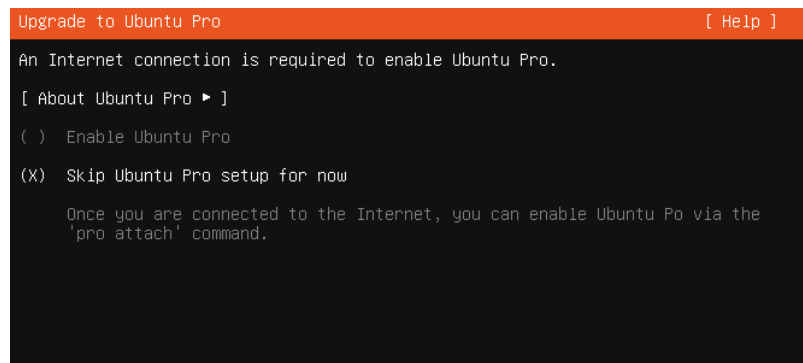 Upgrade to Ubuntu Pro [ Help ]
An Internet connection is required to enable Ubuntu Pro.
[ About Ubuntu Pro ▸ ]
( ) Enable Ubuntu Pro
(X) Skip Ubuntu Pro setup for now
Once you are connected to the Internet, you can enable Ubuntu Po via the
'pro attach' command.